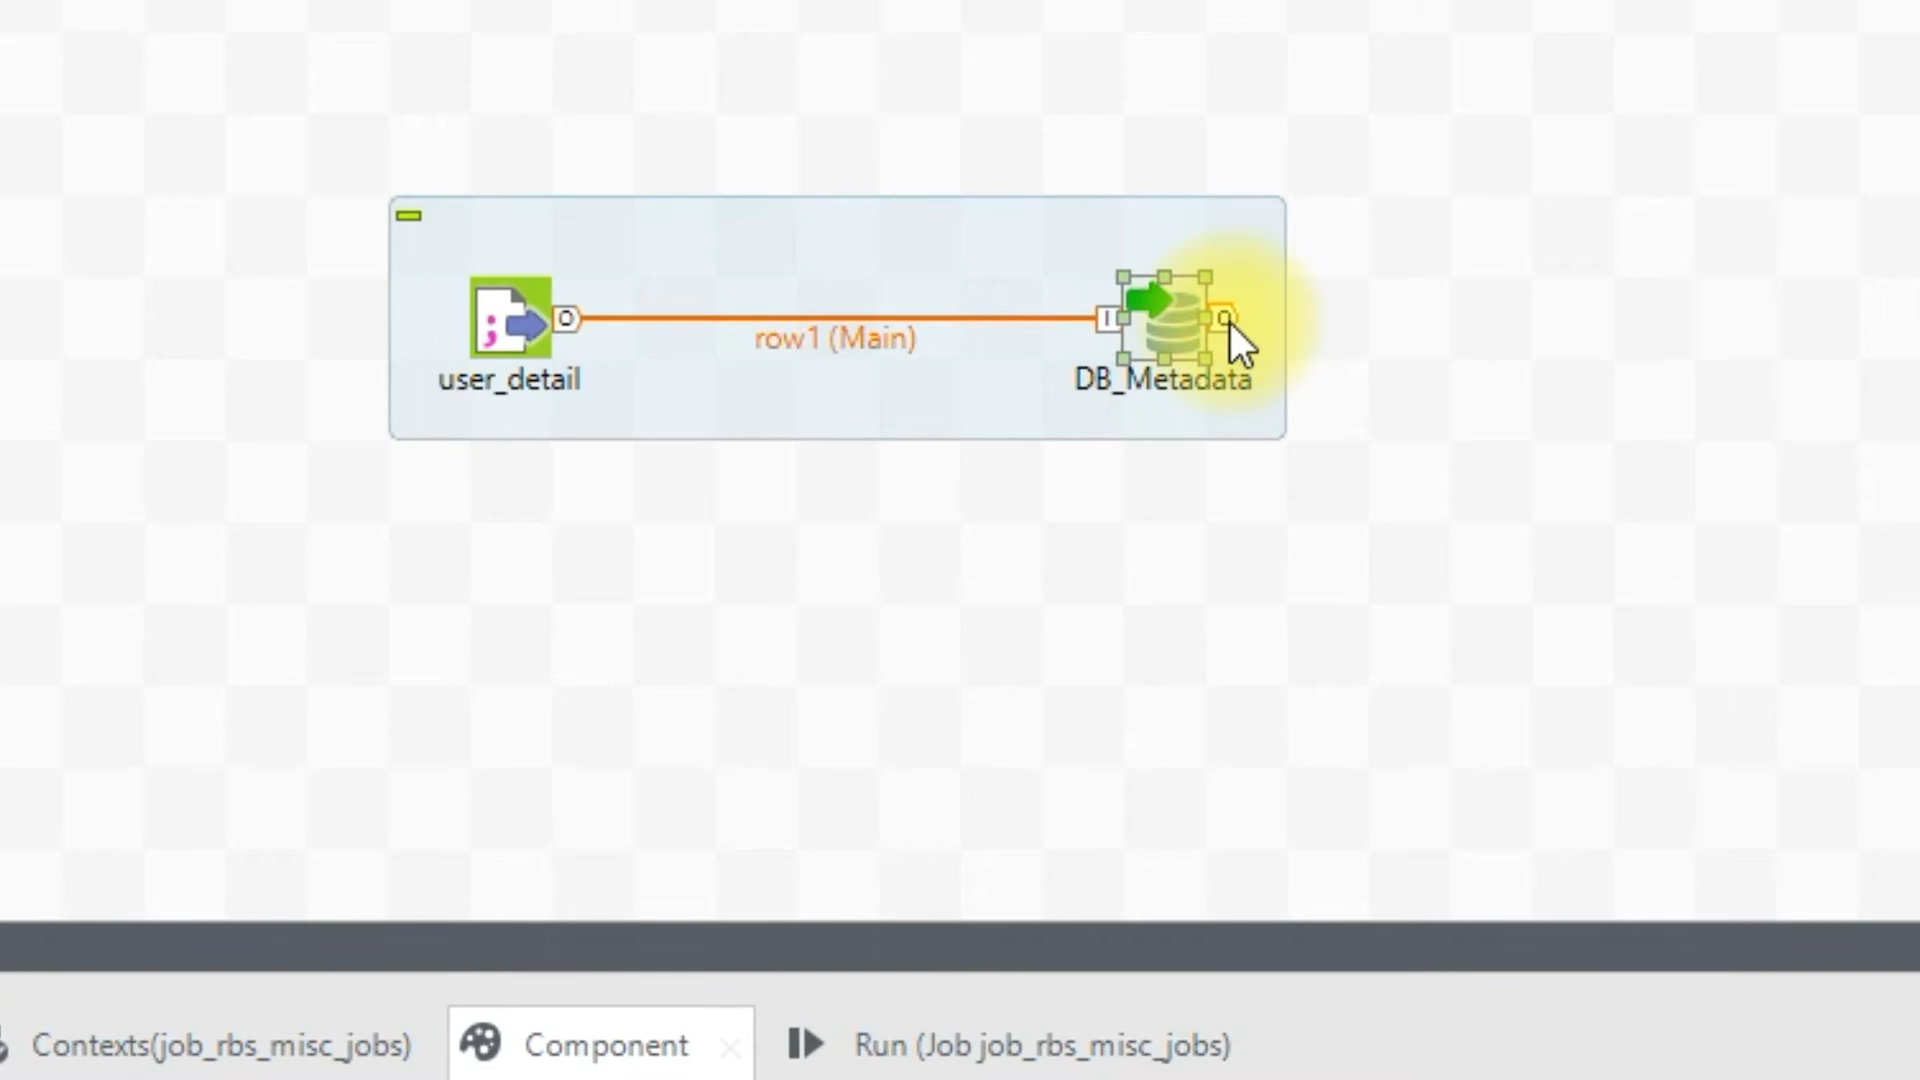 O
row1 (Main)
I
O
user_detail
DB_Metadata
Contexts(job_rbs_misc_jobs)
Component
Run (Job job_rbs_misc_jobs)